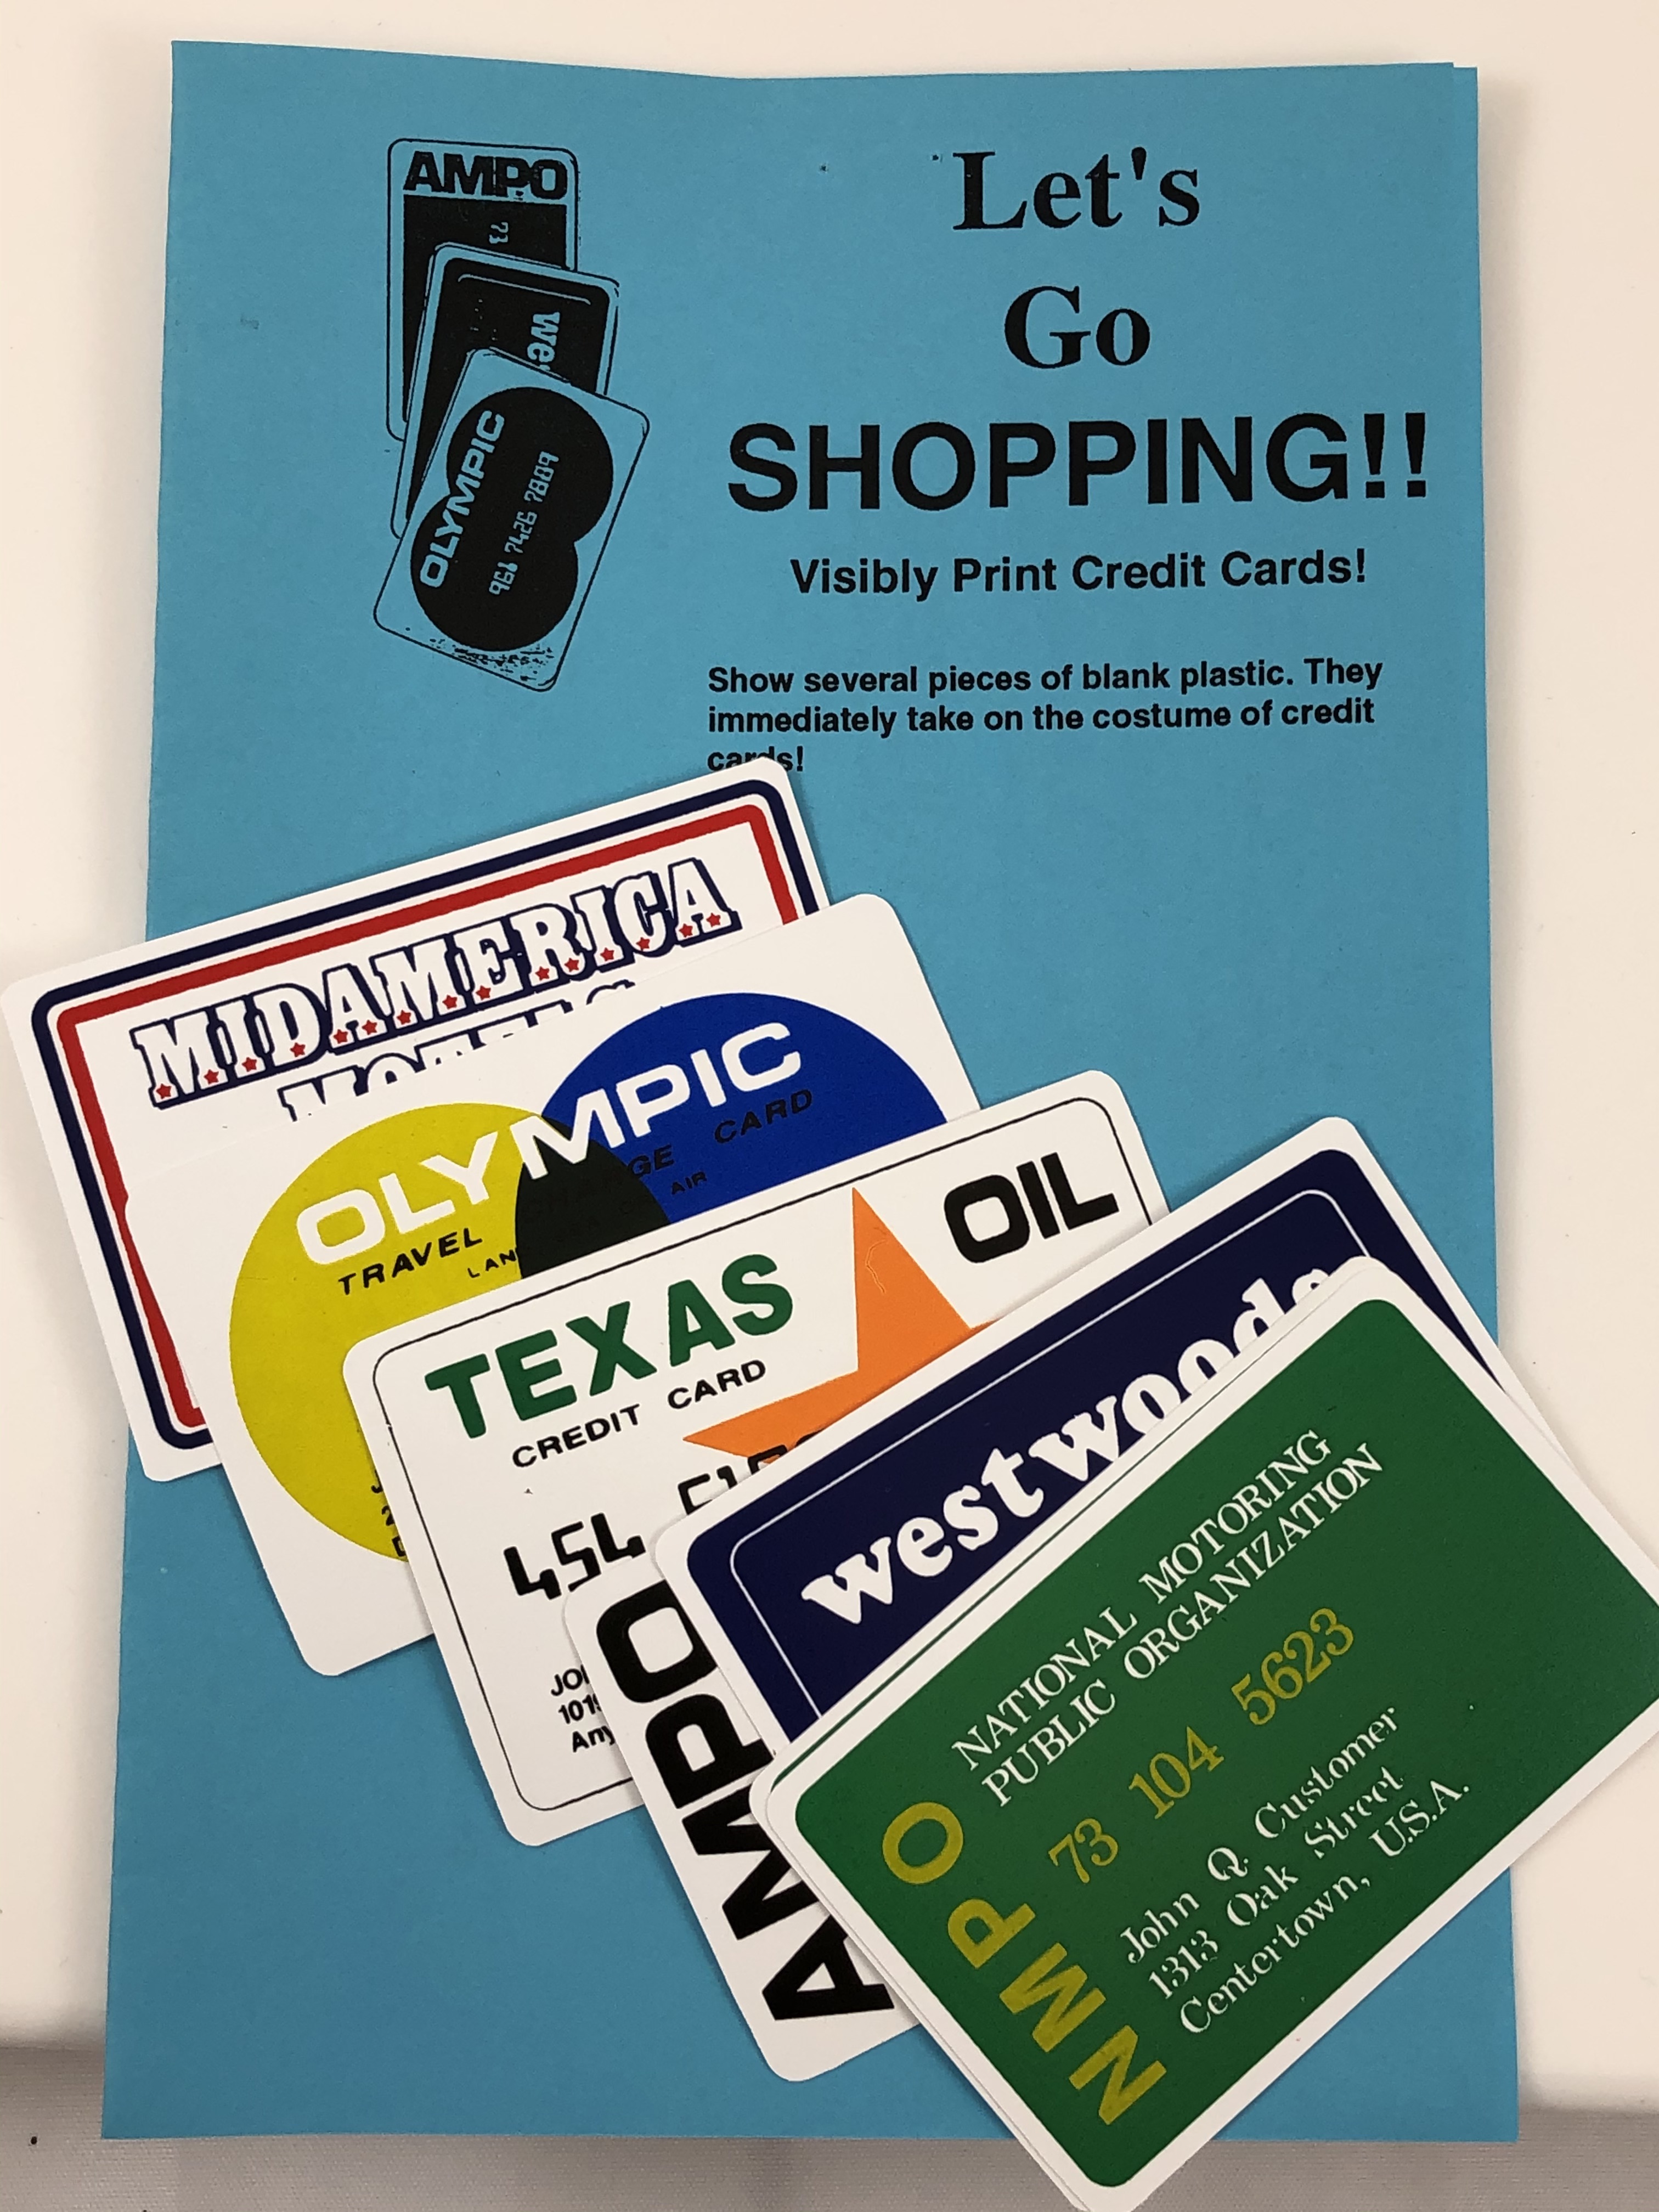 AMPO
73
we
OLYMPIC
961 7426 7889
Let's
Go
SHOPPING!!
Visibly Print Credit Cards!
Show several pieces of blank plastic. They
immediately take on the costume of credit
cards!
MIDAMERICA
OLYMPIC
TRAVEL CARD
AIR
TEXAS OIL
CREDIT CARD
454
AMPO
westwoods
NMPO
NATIONAL MOTORING
PUBLIC ORGANIZATION
73 104 5623
John Q. Customer
1313 Oak Street
Centertown, U.S.A.